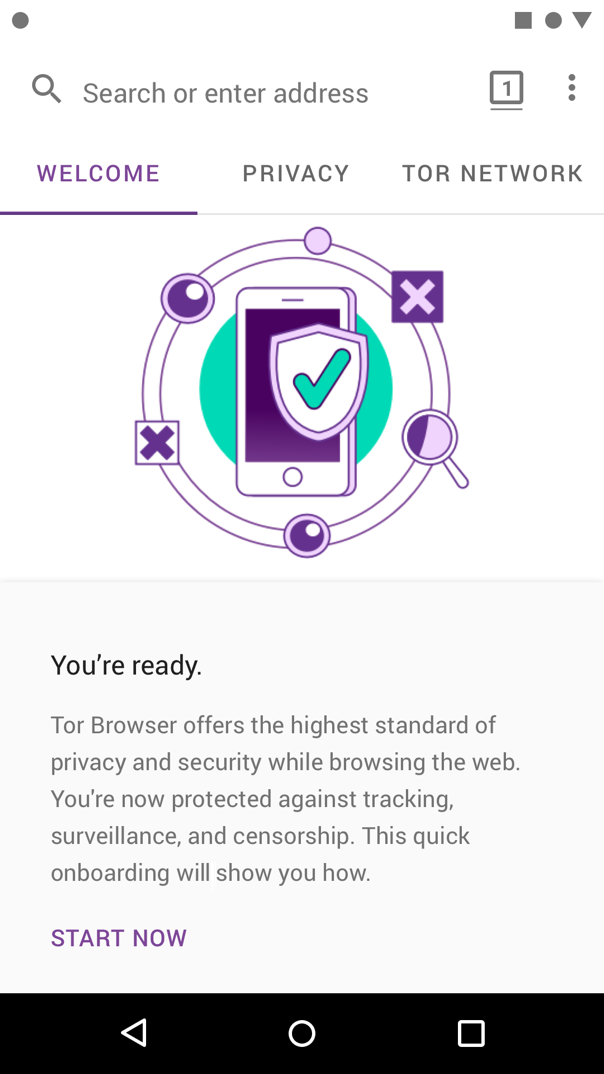 Search or enter address
1
WELCOME PRIVACY TOR NETWORK
You’re ready.
Tor Browser offers the highest standard of
privacy and security while browsing the web.
You're now protected against tracking,
surveillance, and censorship. This quick
onboarding will show you how.
START NOW